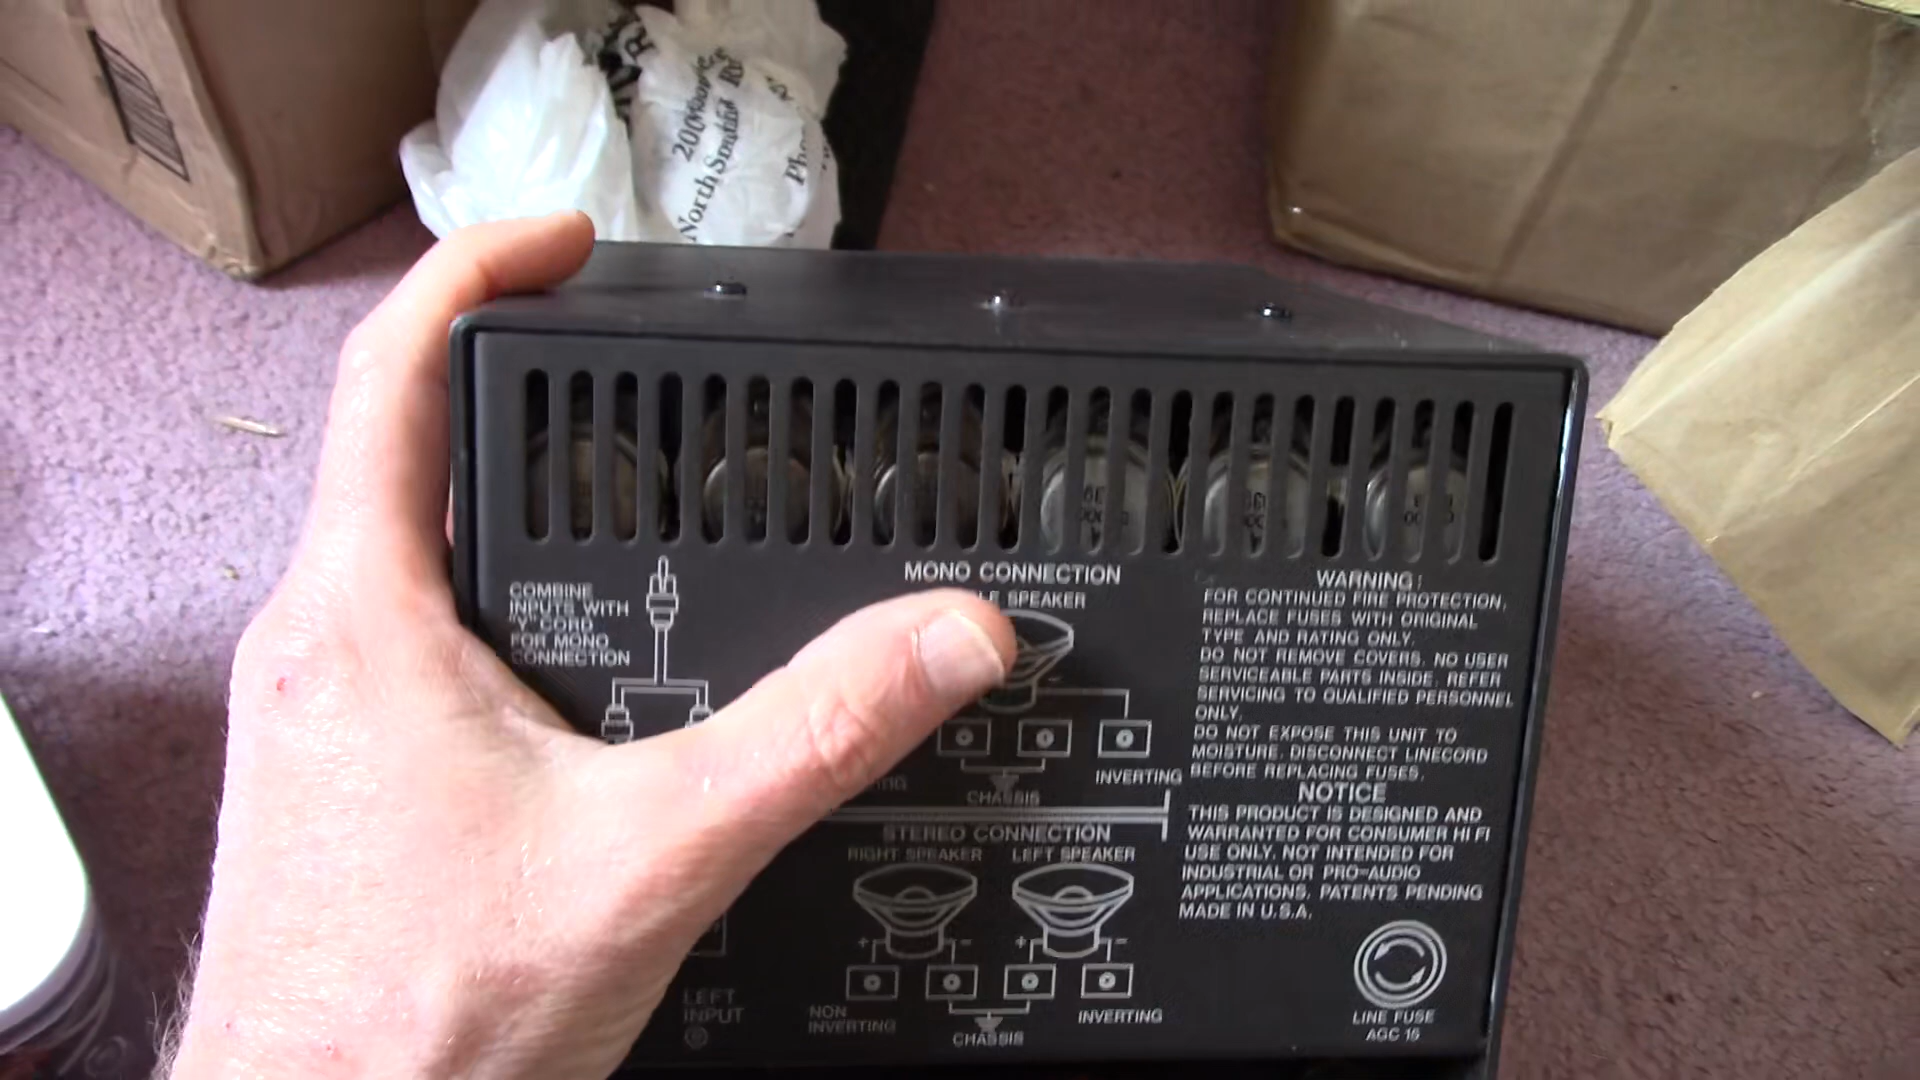 200
North Smithfield
COMBINE
INPUTS WITH
"Y" CORD
FOR MONO
CONNECTION
MONO CONNECTION
SPEAKER
−
INVERTING
CHASSIS
STEREO CONNECTION
RIGHT SPEAKER LEFT SPEAKER
+ − + −
NON
INVERTING
CHASSIS
INVERTING
LEFT
INPUT
WARNING!
FOR CONTINUED FIRE PROTECTION,
REPLACE FUSES WITH ORIGINAL
TYPE AND RATING ONLY.
DO NOT REMOVE COVERS. NO USER
SERVICEABLE PARTS INSIDE. REFER
SERVICING TO QUALIFIED PERSONNEL
ONLY.
DO NOT EXPOSE THIS UNIT TO
MOISTURE. DISCONNECT LINECORD
BEFORE REPLACING FUSES.
NOTICE
THIS PRODUCT IS DESIGNED AND
WARRANTED FOR CONSUMER HI FI
USE ONLY. NOT INTENDED FOR
INDUSTRIAL OR PRO-AUDIO
APPLICATIONS. PATENTS PENDING
MADE IN U.S.A.
LINE FUSE
AGC 15